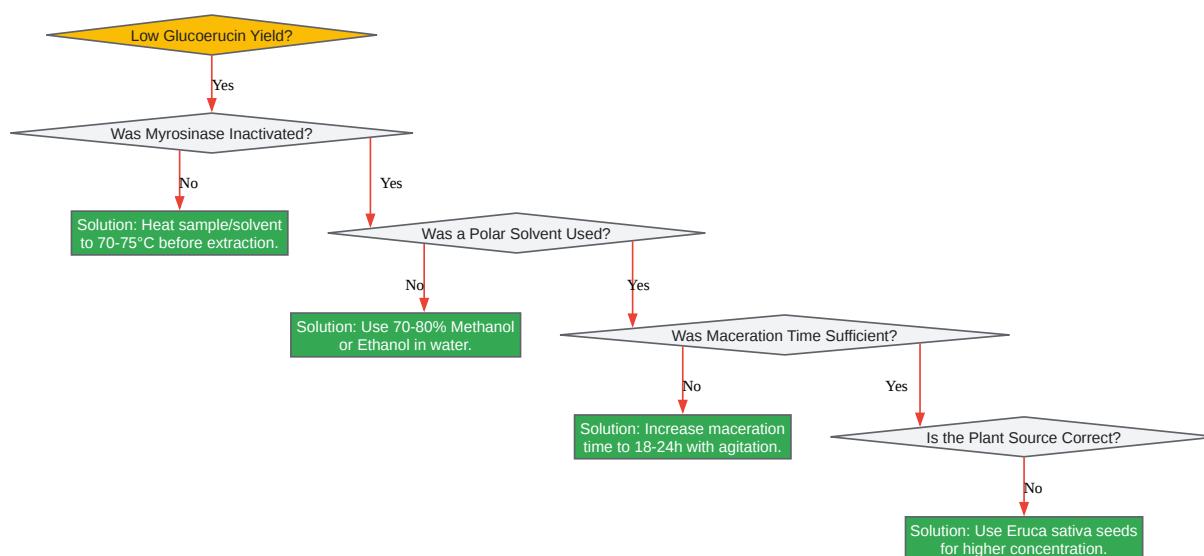 Low Glucoerucin Yield?
Yes
Was Myrosinase Inactivated?
No
Yes
Solution: Heat sample/solvent
to 70-75°C before extraction.
Was a Polar Solvent Used?
No
Yes
Solution: Use 70-80% Methanol
or Ethanol in water.
Was Maceration Time Sufficient?
No
Yes
Solution: Increase maceration
time to 18-24h with agitation.
Is the Plant Source Correct?
No
Solution: Use Eruca sativa seeds
for higher concentration.